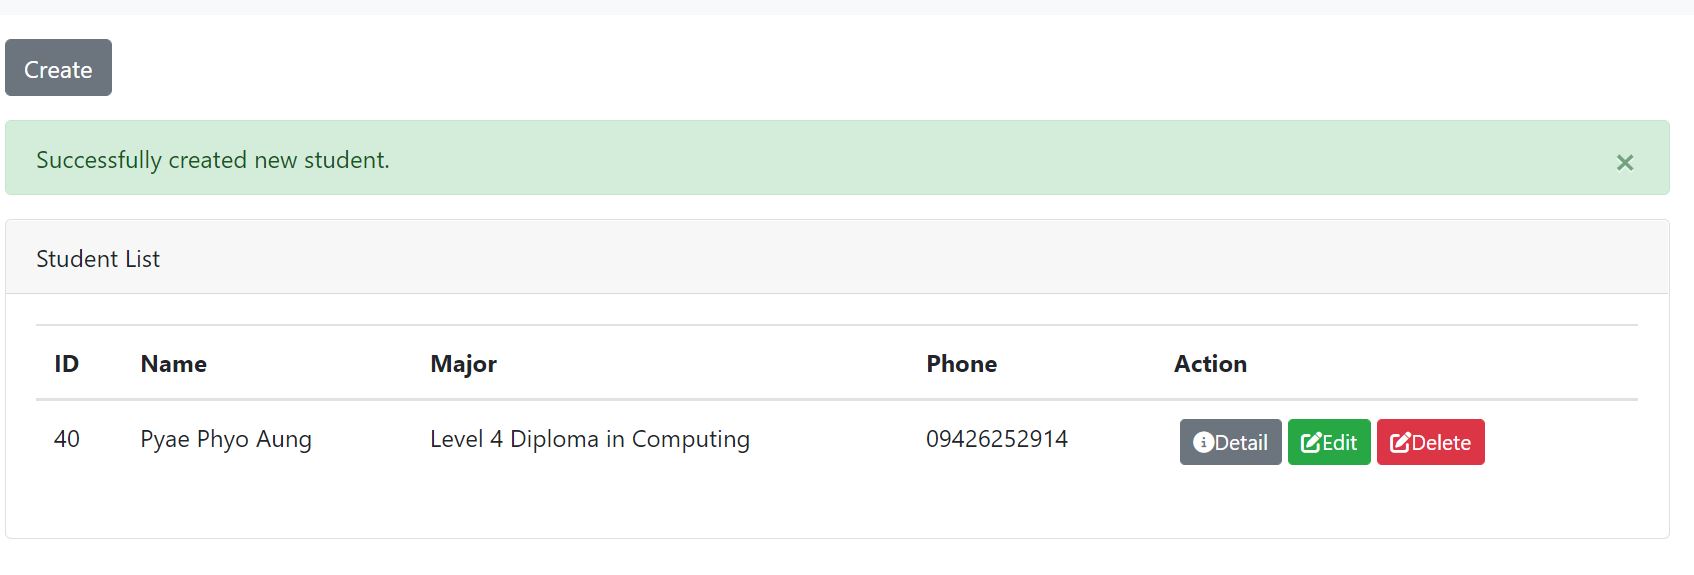 Create
Successfully created new student. ×
Student List
ID Name Major Phone Action
40 Pyae Phyo Aung Level 4 Diploma in Computing 09426252914 Detail Edit Delete